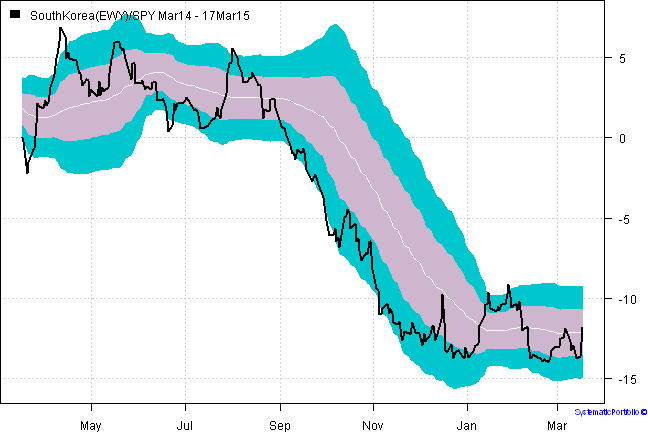 SouthKorea(EWY)/SPY Mar14 - 17Mar15
5
0
-5
-10
-15
May Jul Sep Nov Jan Mar
SystematicPortfolio ©